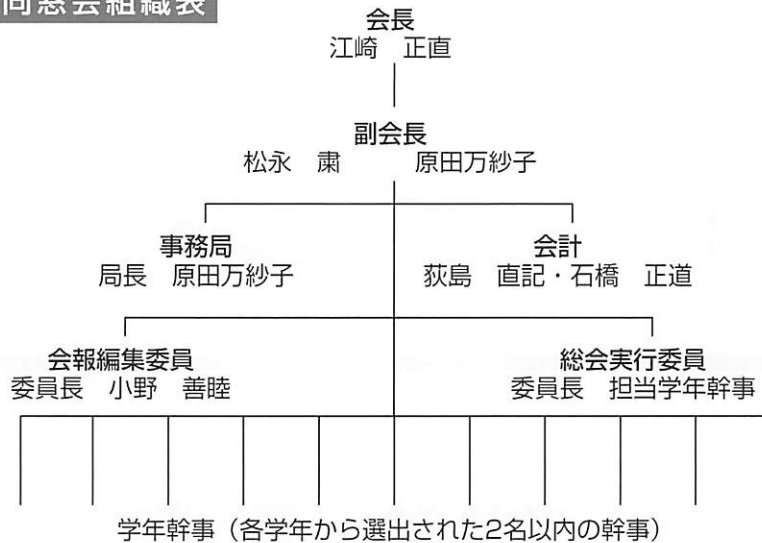 同窓会組織表
会長
江崎 正直
副会長
松永 粛 原田万紗子
事務局 会計
局長 原田万紗子 荻島 直記・石橋 正道
会報編集委員 総会実行委員
委員長 小野 善睦 委員長 担当学年幹事
学年幹事（各学年から選出された2名以内の幹事）